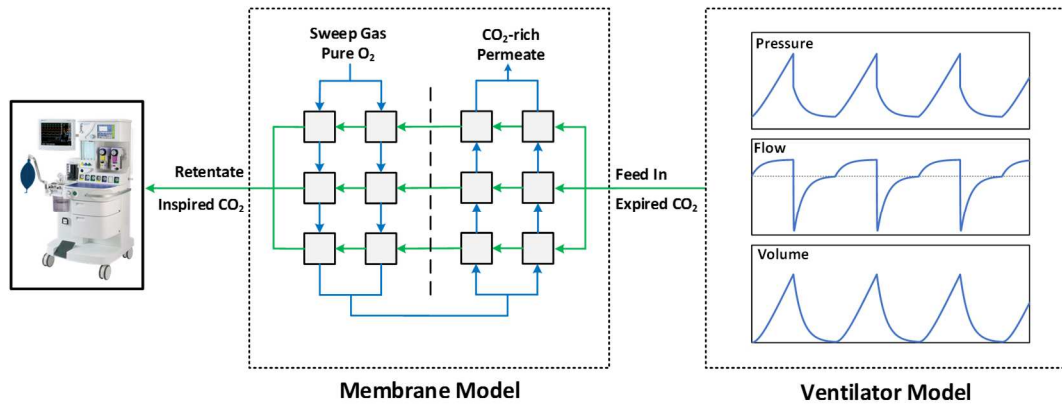 Sweep Gas
Pure O₂
CO₂-rich
Permeate
Retentate
Inspired CO₂
Feed In
Expired CO₂
Pressure
Flow
Volume
Membrane Model
Ventilator Model